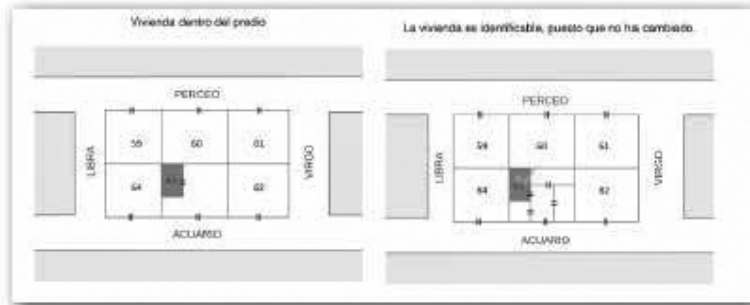 Vivienda dentro del predio
PERCEO
LIBRA
59
60
61
VIRGO
64
62
ACUARIO
La vivienda es identificable, puesto que no ha cambiado.
PERCEO
LIBRA
59
60
61
VIRGO
64
62
ACUARIO